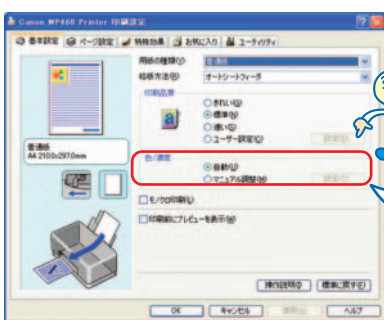 Canon MP460 Printer 印刷設定
基本設定 ページ設定 特殊効果 お気に入り ユーティリティ
用紙の種類(Y) 普通紙
給紙方法(R) オートシートフィーダ
印刷品質
きれい(G)
標準(N)
速い(S)
ユーザー設定(C) 設定(S)
普通紙
A4 210.0x297.0mm
色/濃度
自動(U)
マニュアル調整(M) 設定(T)
モノクロ印刷(L)
印刷前にプレビューを表示(W)
操作説明(I) 標準に戻す(F)
OK キャンセル 適用(A) ヘルプ